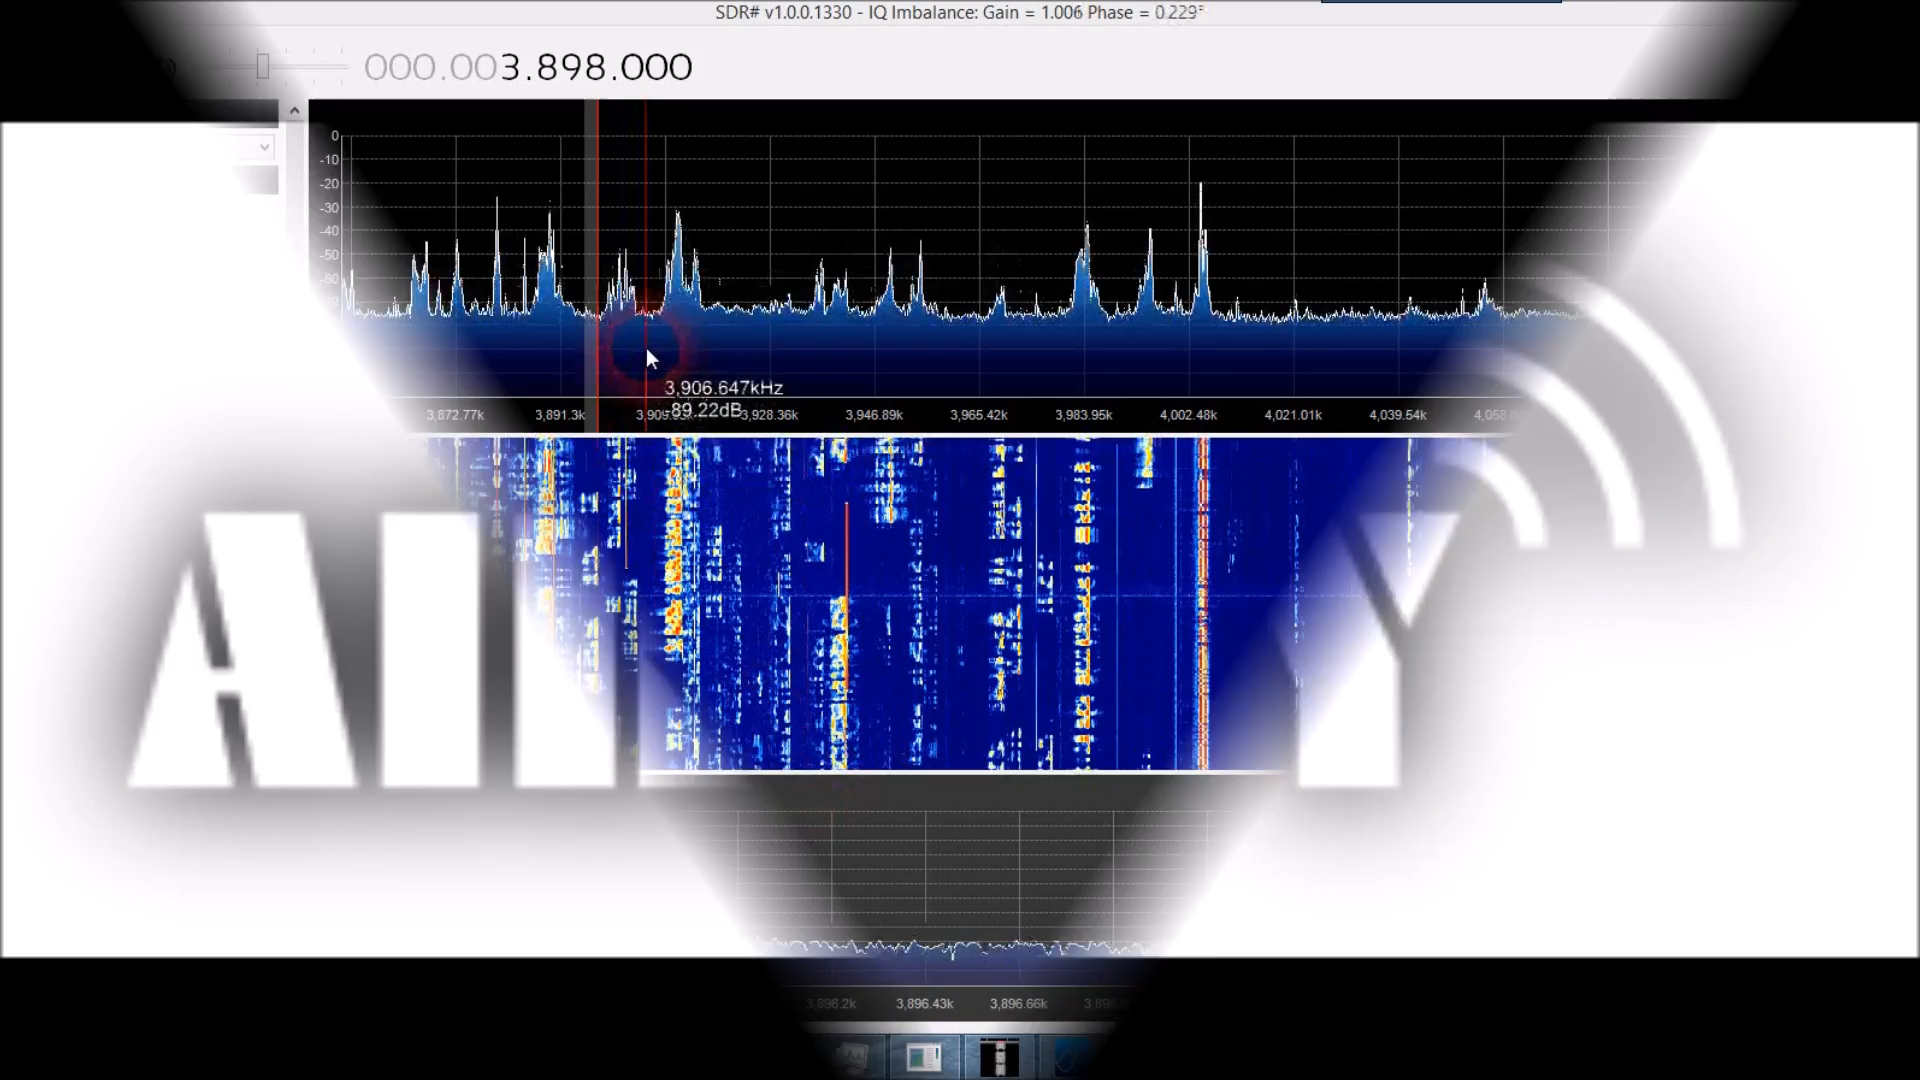 SDR# v1.0.0.1330 - IQ Imbalance: Gain = 1.006 Phase = 0.229°
000.003.898.000
0
-10
-20
-30
-40
-50
-60
3,906.647kHz
-89.22dB
3,872.77k 3,891.3k 3,928.36k 3,946.89k 3,965.42k 3,983.95k 4,002.48k 4,021.01k 4,039.54k
3,896.2k 3,896.43k 3,896.66k